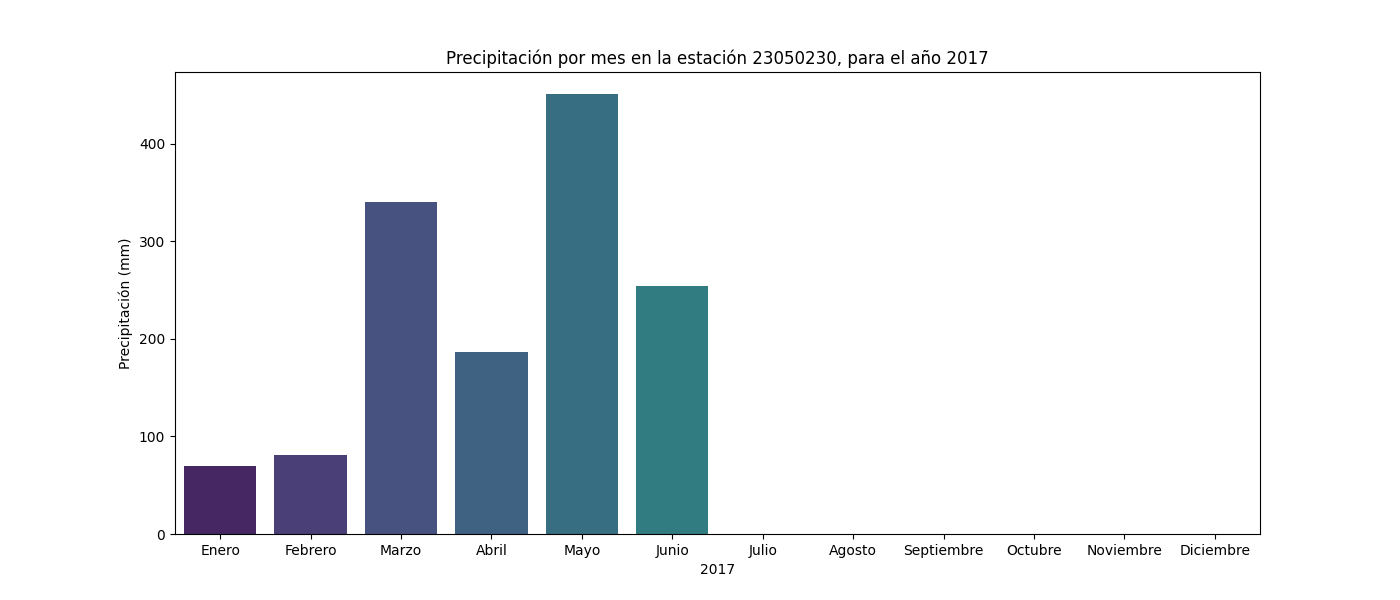 Precipitación por mes en la estación 23050230, para el año 2017
Precipitación (mm)
400
300
200
100
0
Enero Febrero Marzo Abril Mayo Junio Julio Agosto Septiembre Octubre Noviembre Diciembre
2017